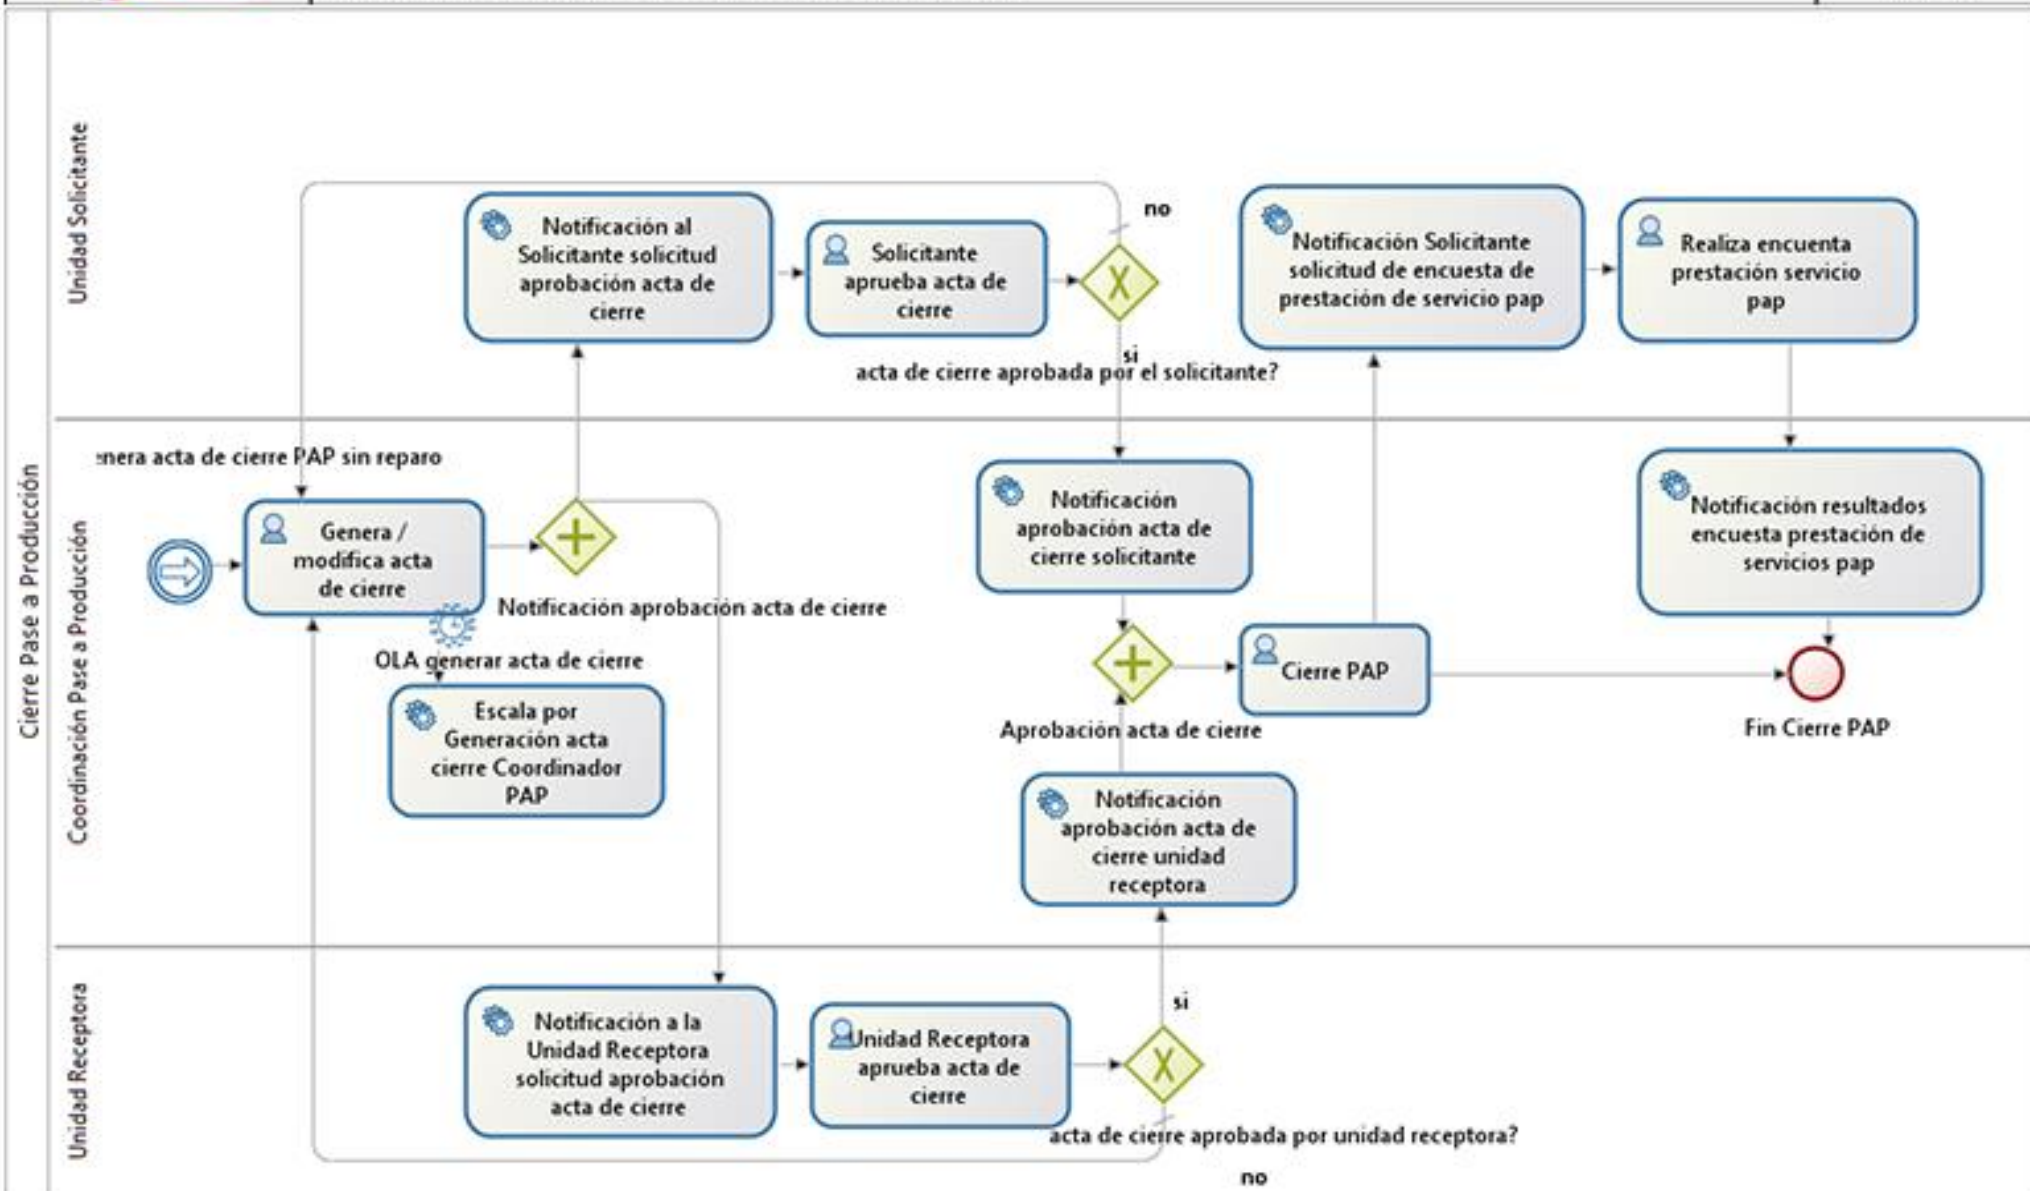 Cierre Pase a Producción
Unidad Solicitante
Notificación al
Solicitante solicitud
aprobación acta de
cierre
Solicitante
aprueba acta de
cierre
no
si
acta de cierre aprobada por el solicitante?
Notificación Solicitante
solicitud de encuesta de
prestación de servicio pap
Realiza encuenta
prestación servicio
pap
Coordinación Pase a Producción
acta de cierre PAP sin reparo
Genera /
modifica acta
de cierre
Notificación aprobación acta de cierre
OLA generar acta de cierre
Escala por
Generación acta
cierre Coordinador
PAP
Notificación
aprobación acta de
cierre solicitante
Cierre PAP
Aprobación acta de cierre
Notificación
aprobación acta de
cierre unidad
receptora
Notificación resultados
encuesta prestación de
servicios pap
Fin Cierre PAP
Unidad Receptora
Notificación a la
Unidad Receptora
solicitud aprobación
acta de cierre
Unidad Receptora
aprueba acta de
cierre
si
acta de cierre aprobada por unidad receptora?
no